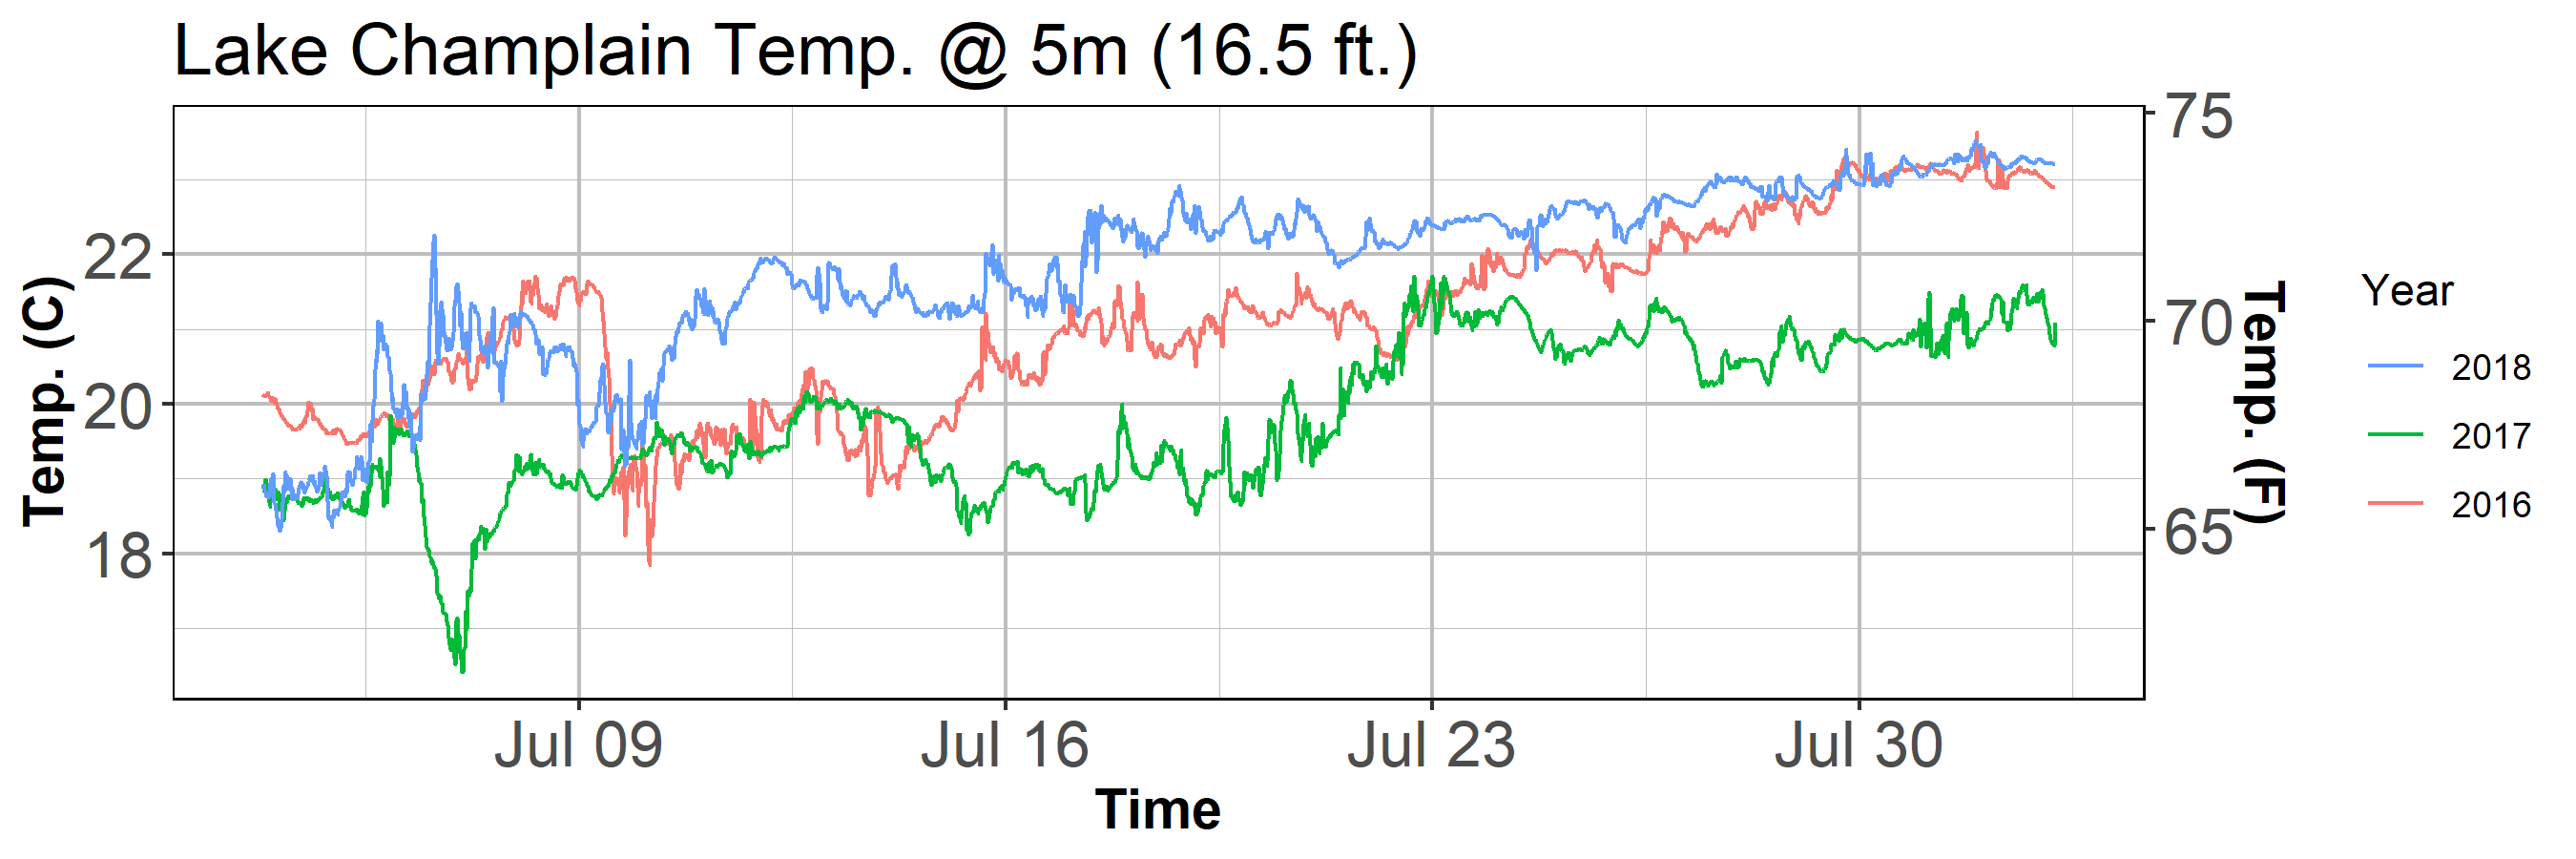 Lake Champlain Temp. @ 5m (16.5 ft.)
75
22
70
20
65
18
Temp. (C)
Temp. (F)
Jul 09 Jul 16 Jul 23 Jul 30
Time
Year
2018
2017
2016